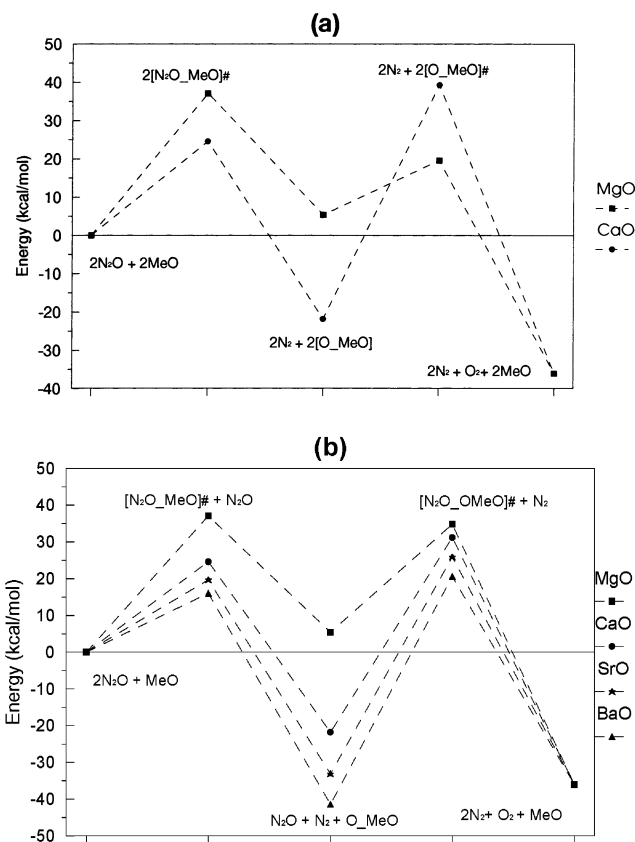 (a)
50
40
30
20
10
0
-10
-20
-30
-40
Energy (kcal/mol)
2[N₂O_MeO]#
2N₂ + 2[O_MeO]#
2N₂O + 2MeO
2N₂ + 2[O_MeO]
2N₂ + O₂ + 2MeO
MgO
CaO
(b)
50
40
30
20
10
0
-10
-20
-30
-40
-50
Energy (kcal/mol)
[N₂O_MeO]# + N₂O
[N₂O_OMeO]# + N₂
2N₂O + MeO
N₂O + N₂ + O_MeO
2N₂ + O₂ + MeO
MgO
CaO
SrO
BaO